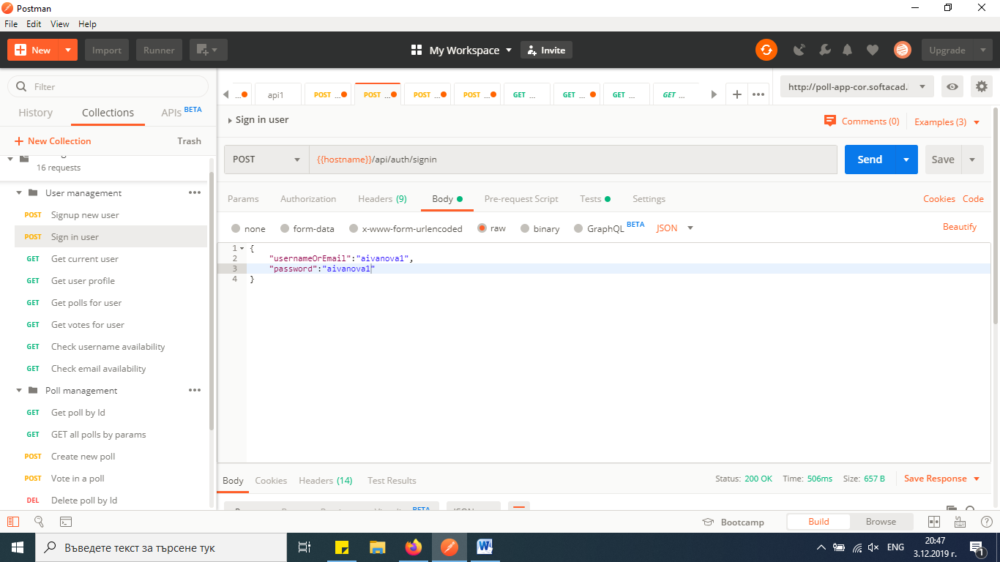 Postman
File Edit View Help
New Import Runner My Workspace Invite Upgrade
Filter
History Collections APIs BETA
New Collection Trash
16 requests
User management
POST Signup new user
POST Sign in user
GET Get current user
GET Get user profile
GET Get polls for user
GET Get votes for user
GET Check username availability
GET Check email availability
Poll management
GET Get poll by Id
GET GET all polls by params
POST Create new poll
POST Vote in a poll
DEL Delete poll by Id
... api1 POST ... POST ... POST ... POST ... GET ... GET ... GET ... GET ...
http://poll-app-cor.softacad.
Sign in user
Comments (0) Examples (3)
POST {{hostname}}/api/auth/signin Send Save
Params Authorization Headers (9) Body Pre-request Script Tests Settings Cookies Code
none form-data x-www-form-urlencoded raw binary GraphQL BETA JSON Beautify
1 {
2 "usernameOrEmail":"aivanova1",
3 "password":"aivanova1"
4 }
Body Cookies Headers (14) Test Results Status: 200 OK Time: 506ms Size: 657 B Save Response
BETA
Bootcamp Build Browse
Въведете текст за търсене тук
ENG
20:47
3.12.2019 г.
1